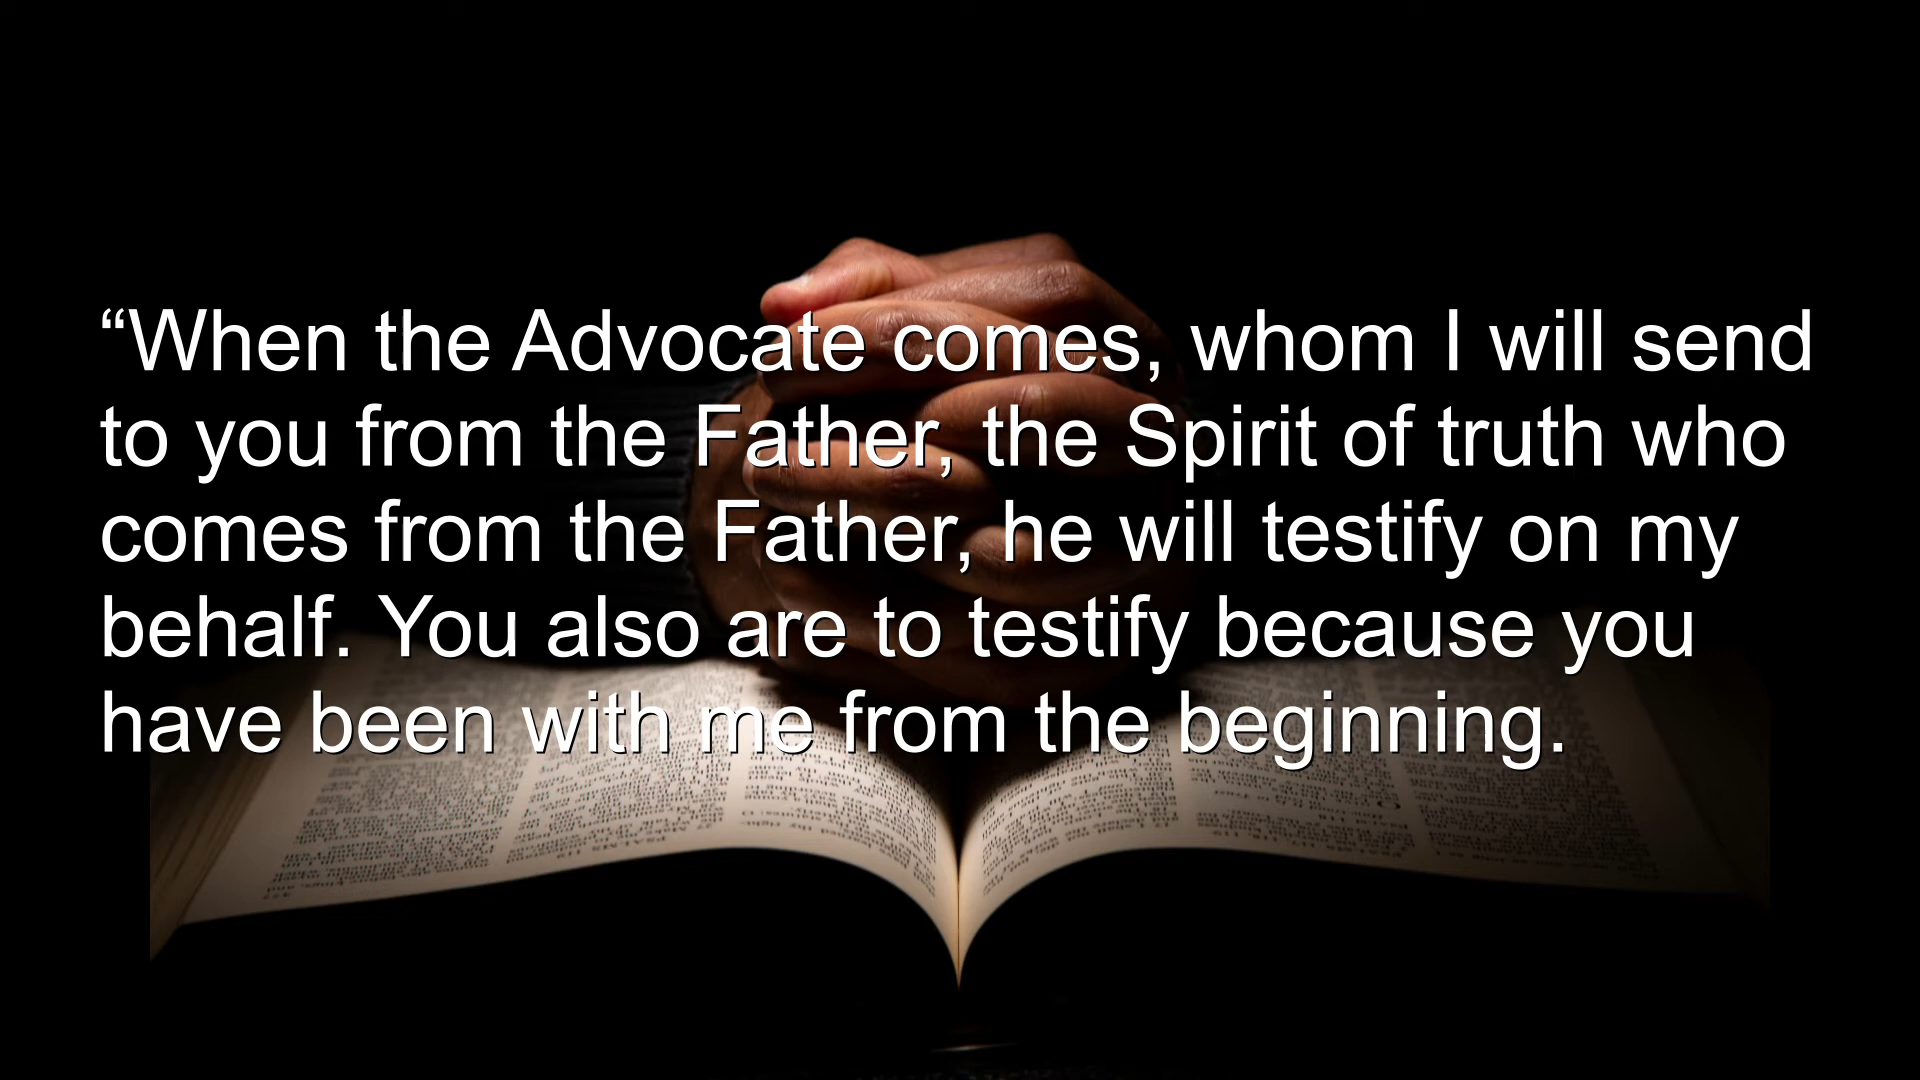 “When the Advocate comes, whom I will send
to you from the Father, the Spirit of truth who
comes from the Father, he will testify on my
behalf. You also are to testify because you
have been with me from the beginning.